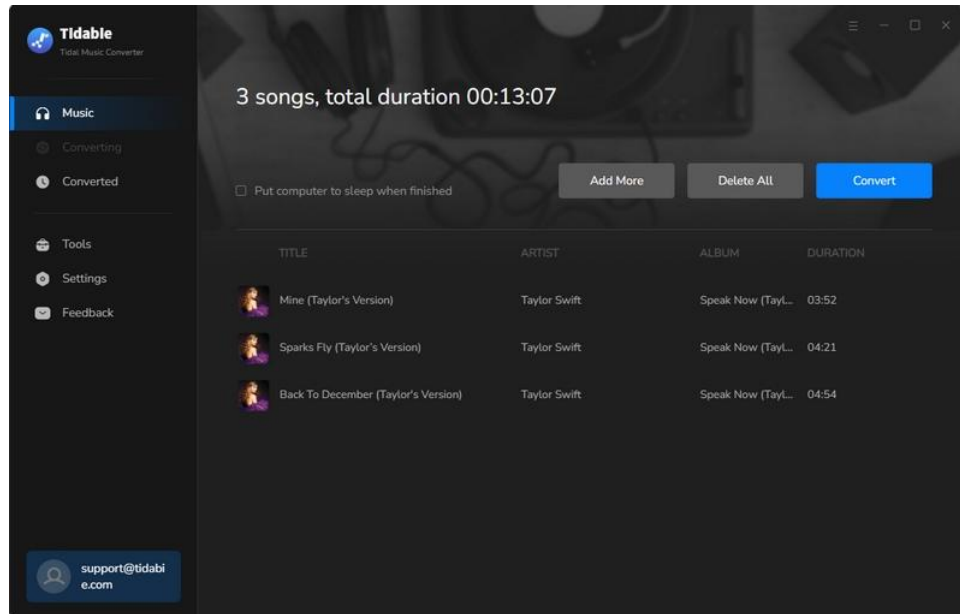 TIdabIe
Tidal Music Converter
Music
Converting
Converted
Tools
Settings
Feedback
support@tidabi
e.com
3 songs, total duration 00:13:07
Put computer to sleep when finished
Add More
Delete All
Convert
TITLE ARTIST ALBUM DURATION
Mine (Taylor's Version) Taylor Swift Speak Now (Tayl... 03:52
Sparks Fly (Taylor's Version) Taylor Swift Speak Now (Tayl... 04:21
Back To December (Taylor's Version) Taylor Swift Speak Now (Tayl... 04:54